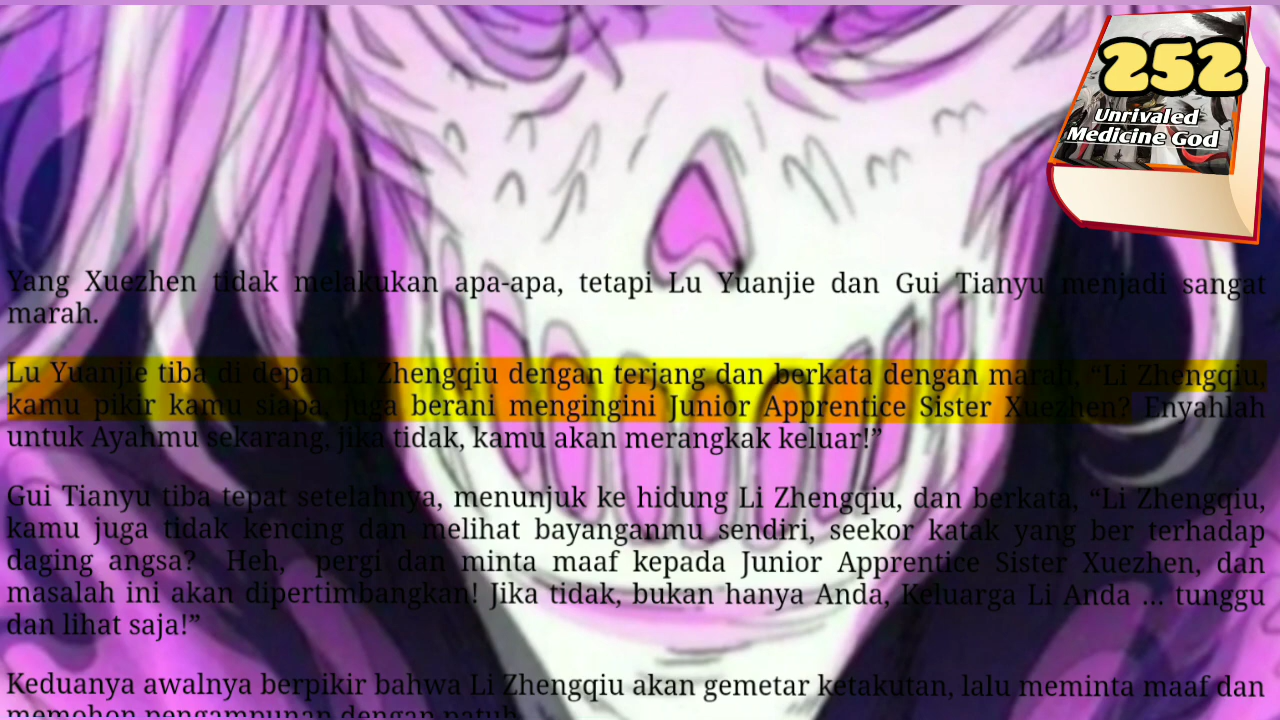 252
Unrivaled
Medicine God
Yang Xuezhen tidak melakukan apa-apa, tetapi Lu Yuanjie dan Gui Tianyu menjadi sangat
marah.
Lu Yuanjie tiba di depan Li Zhengqiu dengan terjang dan berkata dengan marah, “Li Zhengqiu,
kamu pikir kamu siapa, juga berani mengingini Junior Apprentice Sister Xuezhen? Enyahlah
untuk Ayahmu sekarang, jika tidak, kamu akan merangkak keluar!”
Gui Tianyu tiba tepat setelahnya, menunjuk ke hidung Li Zhengqiu, dan berkata, “Li Zhengqiu,
kamu juga tidak kencing dan melihat bayanganmu sendiri, seekor katak yang ber terhadap
daging angsa? Heh, pergi dan minta maaf kepada Junior Apprentice Sister Xuezhen, dan
masalah ini akan dipertimbangkan! Jika tidak, bukan hanya Anda, Keluarga Li Anda ... tunggu
dan lihat saja!”
Keduanya awalnya berpikir bahwa Li Zhengqiu akan gemetar ketakutan, lalu meminta maaf dan
memohon pengampunan dengan patuh.